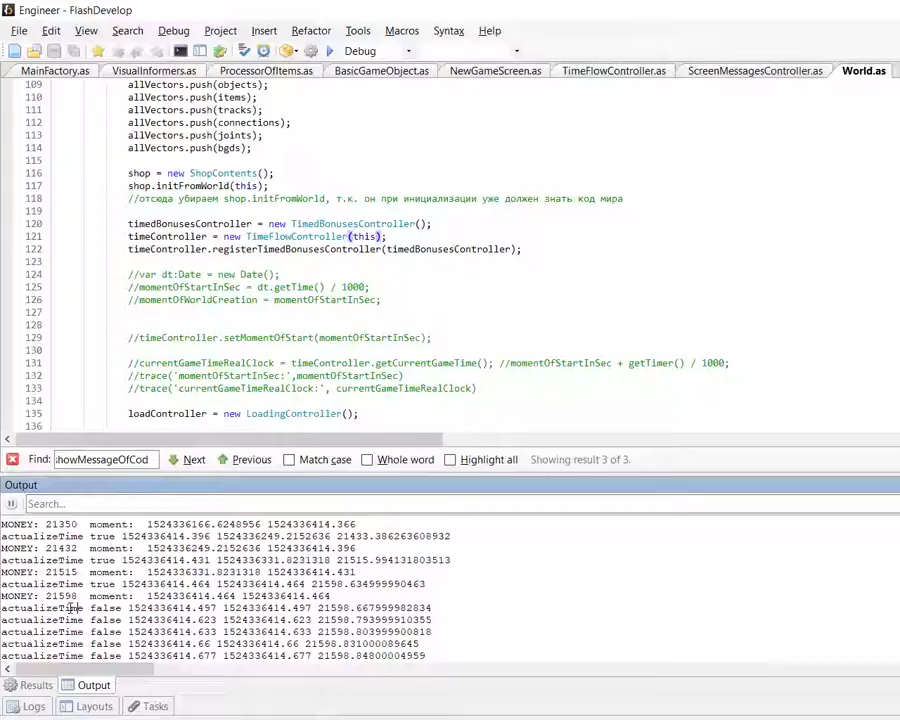 Engineer - FlashDevelop
File Edit View Search Debug Project Insert Refactor Tools Macros Syntax Help
Debug
MainFactory.as VisualInformers.as ProcessorOfItems.as BasicGameObject.as NewGameScreen.as TimeFlowController.as ScreenMessagesController.as World.as
109 allVectors.push(objects);
110 allVectors.push(items);
111 allVectors.push(tracks);
112 allVectors.push(connections);
113 allVectors.push(joints);
114 allVectors.push(bgds);
115
116 shop = new ShopContents();
117 shop.initFromWorld(this);
118 //отсюда убираем shop.initFromWorld, т.к. он при инициализации уже должен знать код мира
119
120 timedBonusesController = new TimedBonusesController();
121 timeController = new TimeFlowController(this);
122 timeController.registerTimedBonusesController(timedBonusesController);
123
124 //var dt:Date = new Date();
125 //momentOfStartInSec = dt.getTime() / 1000;
126 //momentOfWorldCreation = momentOfStartInSec;
127
128
129 //timeController.setMomentOfStart(momentOfStartInSec);
130
131 //currentGameTimeRealClock = timeController.getCurrentGameTime(); //momentOfStartInSec + getTimer() / 1000;
132 //trace('momentOfStartInSec:',momentOfStartInSec)
133 //trace('currentGameTimeRealClock:', currentGameTimeRealClock)
134
135 loadController = new LoadingController();
136
Find: howMessageOfCod Next Previous Match case Whole word Highlight all Showing result 3 of 3.
Output
Search...
MONEY: 21350 moment: 1524336166.6248956 1524336414.366
actualizeTime true 1524336414.396 1524336249.2152636 21433.386263608932
MONEY: 21432 moment: 1524336249.2152636 1524336414.396
actualizeTime true 1524336414.431 1524336331.8231318 21515.994131803513
MONEY: 21515 moment: 1524336331.8231318 1524336414.431
actualizeTime true 1524336414.464 1524336414.464 21598.634999990463
MONEY: 21598 moment: 1524336414.464 1524336414.464
actualizeTime false 1524336414.497 1524336414.497 21598.667999982834
actualizeTime false 1524336414.623 1524336414.623 21598.793999910355
actualizeTime false 1524336414.633 1524336414.633 21598.803999900818
actualizeTime false 1524336414.66 1524336414.66 21598.831000089645
actualizeTime false 1524336414.677 1524336414.677 21598.84800004959
Results Output
Logs Layouts Tasks